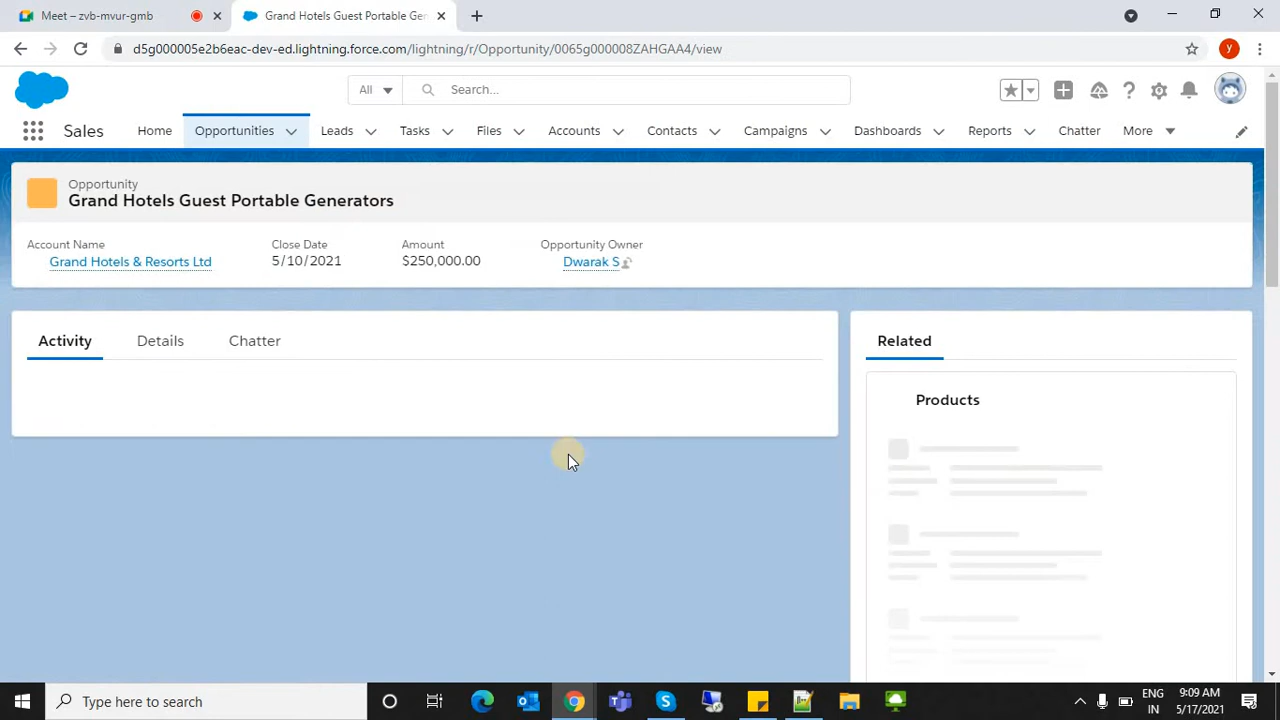 Meet – zvb-mvur-gmb
Grand Hotels Guest Portable Gen
d5g000005e2b6eac-dev-ed.lightning.force.com/lightning/r/Opportunity/0065g000008ZAHGAA4/view
y
All
Search...
Sales
Home
Opportunities
Leads
Tasks
Files
Accounts
Contacts
Campaigns
Dashboards
Reports
Chatter
More
Opportunity
Grand Hotels Guest Portable Generators
Account Name
Close Date
Amount
Opportunity Owner
Grand Hotels & Resorts Ltd
5/10/2021
$250,000.00
Dwarak S
Activity
Details
Chatter
Related
Products
Type here to search
ENG
IN
9:09 AM
5/17/2021